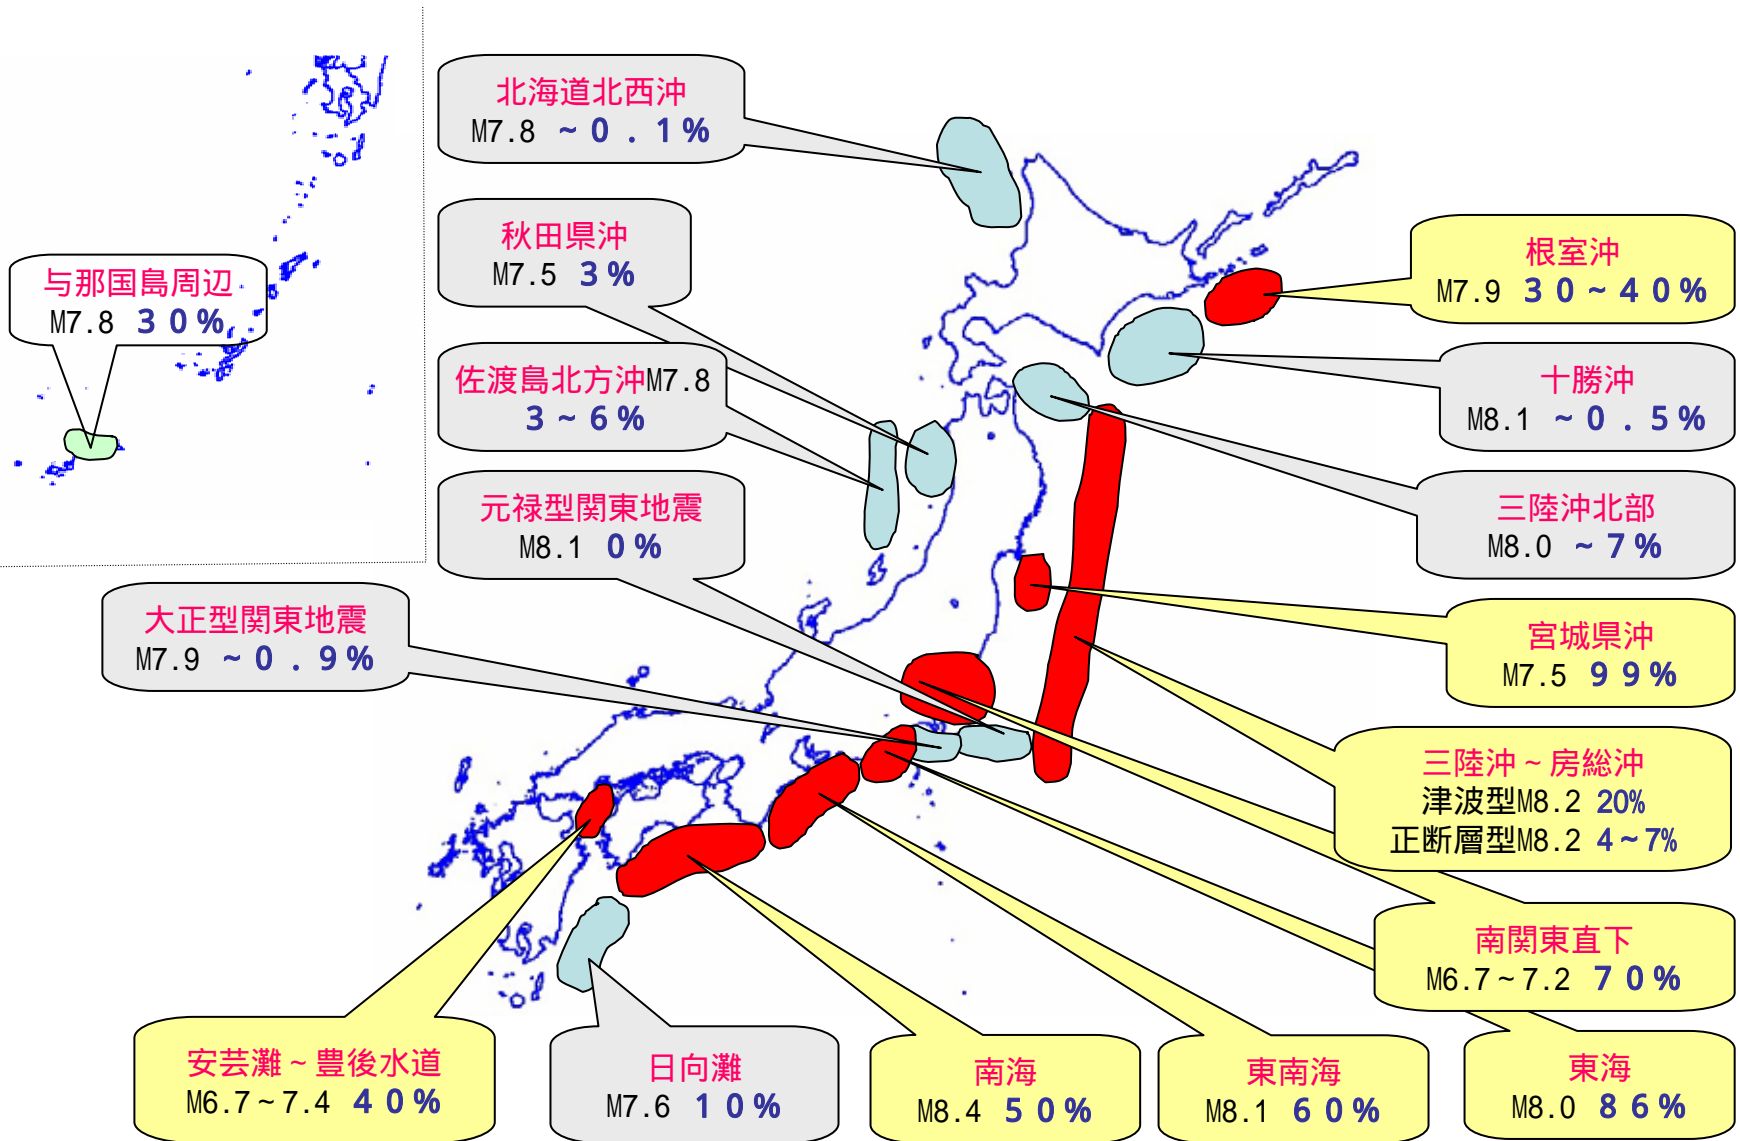 北海道北西沖
M7.8 ~0.1%
秋田県沖
M7.5 3%
与那国島周辺
M7.8 30%
佐渡島北方沖M7.8
3~6%
元禄型関東地震
M8.1 0%
大正型関東地震
M7.9 ~0.9%
根室沖
M7.9 30~40%
十勝沖
M8.1 ~0.5%
三陸沖北部
M8.0 ~7%
宮城県沖
M7.5 99%
三陸沖~房総沖
津波型M8.2 20%
正断層型M8.2 4~7%
南関東直下
M6.7~7.2 70%
安芸灘~豊後水道
M6.7~7.4 40%
日向灘
M7.6 10%
南海
M8.4 50%
東南海
M8.1 60%
東海
M8.0 86%